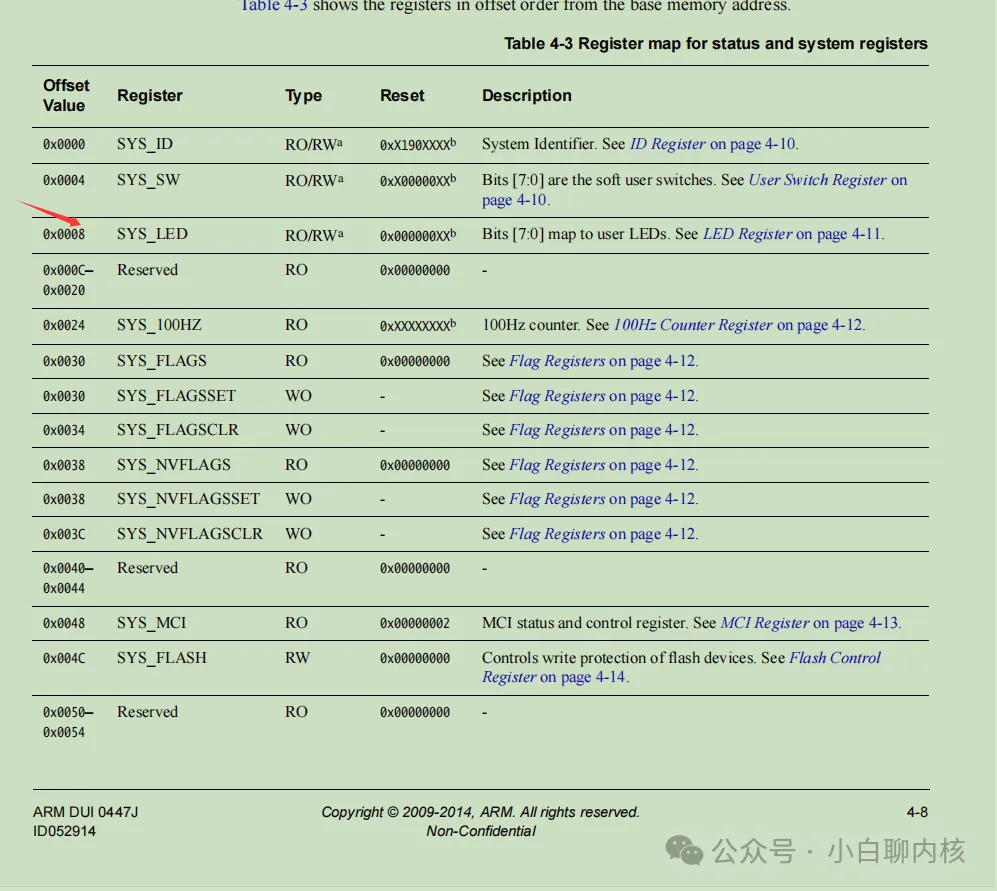 Table 4-3 shows the registers in offset order from the base memory address.
Table 4-3 Register map for status and system registers
Offset Value Register Type Reset Description
0x0000 SYS_ID RO/RWa 0xX190XXXXb System Identifier. See ID Register on page 4-10.
0x0004 SYS_SW RO/RWa 0xX00000XXb Bits [7:0] are the soft user switches. See User Switch Register on
page 4-10.
0x0008 SYS_LED RO/RWa 0x000000XXb Bits [7:0] map to user LEDs. See LED Register on page 4-11.
0x000C– Reserved RO 0x00000000 -
0x0020
0x0024 SYS_100HZ RO 0xXXXXXXXXb 100Hz counter. See 100Hz Counter Register on page 4-12.
0x0030 SYS_FLAGS RO 0x00000000 See Flag Registers on page 4-12.
0x0030 SYS_FLAGSSET WO - See Flag Registers on page 4-12.
0x0034 SYS_FLAGSCLR WO - See Flag Registers on page 4-12.
0x0038 SYS_NVFLAGS RO 0x00000000 See Flag Registers on page 4-12.
0x0038 SYS_NVFLAGSSET WO - See Flag Registers on page 4-12.
0x003C SYS_NVFLAGSCLR WO - See Flag Registers on page 4-12.
0x0040– Reserved RO 0x00000000 -
0x0044
0x0048 SYS_MCI RO 0x00000002 MCI status and control register. See MCI Register on page 4-13.
0x004C SYS_FLASH RW 0x00000000 Controls write protection of flash devices. See Flash Control
Register on page 4-14.
0x0050– Reserved RO 0x00000000 -
0x0054
ARM DUI 0447J Copyright © 2009-2014, ARM. All rights reserved. 4-8
ID052914 Non-Confidential
公众号 · 小白聊内核